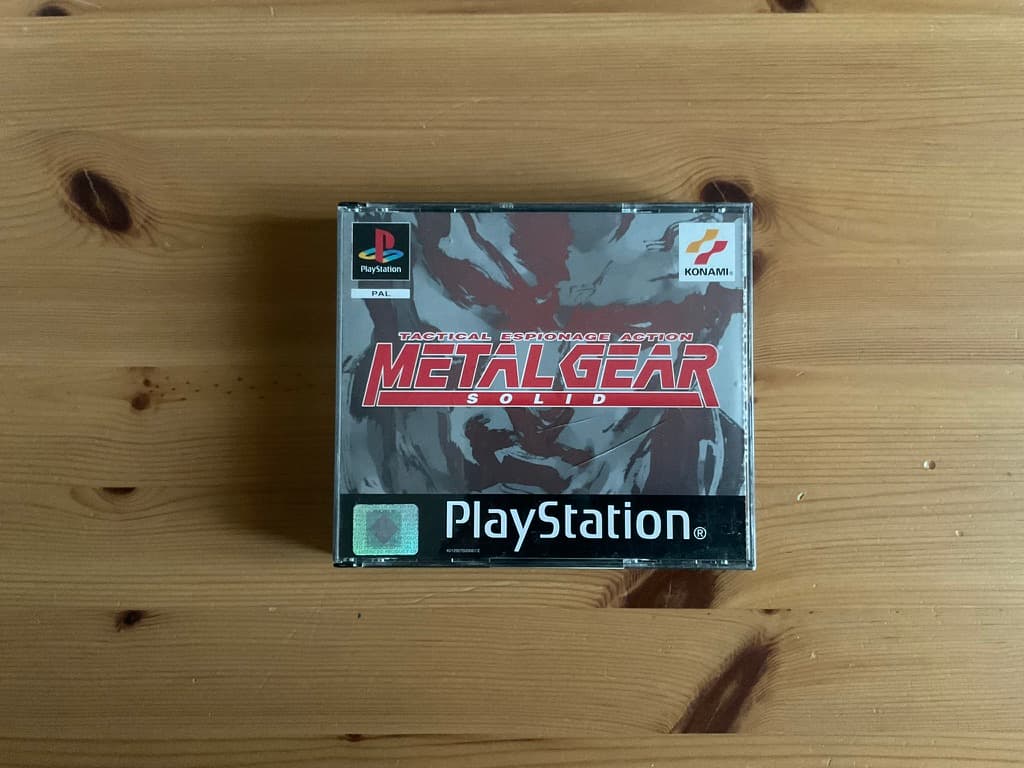 PlayStation
KONAMI®
PAL
TACTICAL ESPIONAGE ACTION
METAL GEAR
SOLID
PlayStation®